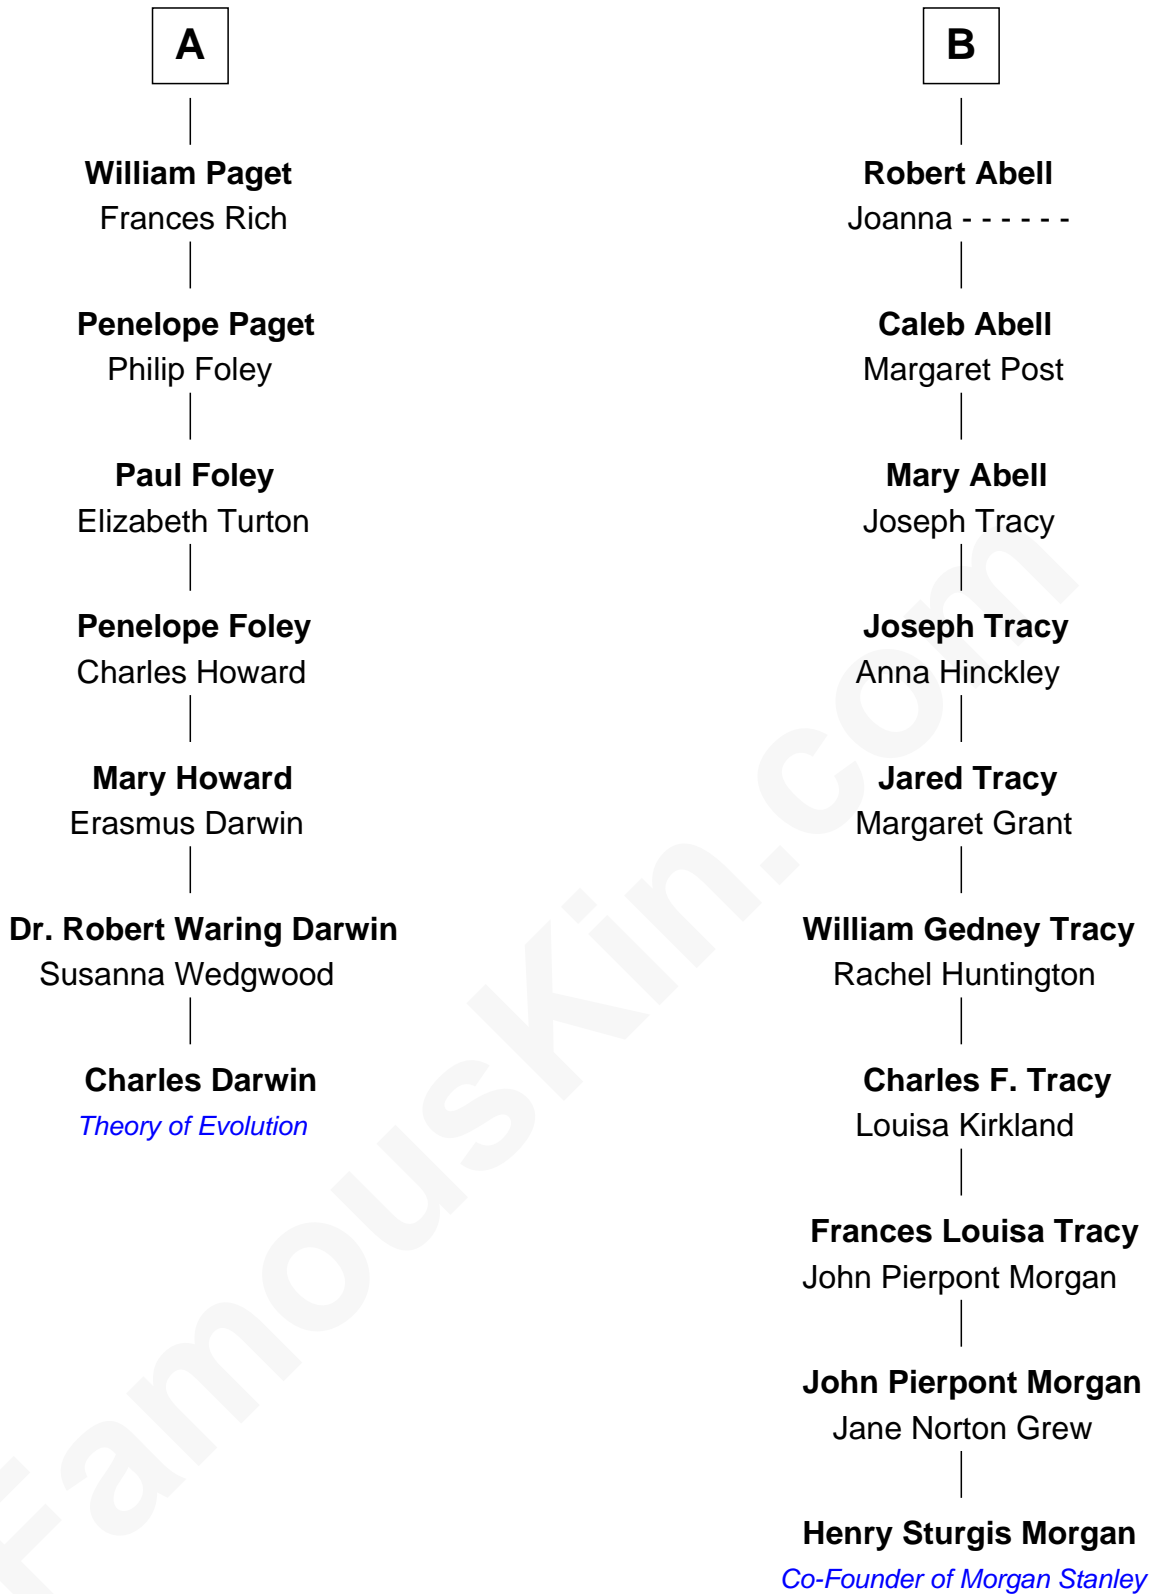 A
William Paget
Frances Rich
Penelope Paget
Philip Foley
Paul Foley
Elizabeth Turton
Penelope Foley
Charles Howard
Mary Howard
Erasmus Darwin
Dr. Robert Waring Darwin
Susanna Wedgwood
Charles Darwin
Theory of Evolution
B
Robert Abell
Joanna - - - - - -
Caleb Abell
Margaret Post
Mary Abell
Joseph Tracy
Joseph Tracy
Anna Hinckley
Jared Tracy
Margaret Grant
William Gedney Tracy
Rachel Huntington
Charles F. Tracy
Louisa Kirkland
Frances Louisa Tracy
John Pierpont Morgan
John Pierpont Morgan
Jane Norton Grew
Henry Sturgis Morgan
Co-Founder of Morgan Stanley
FamousKin.com